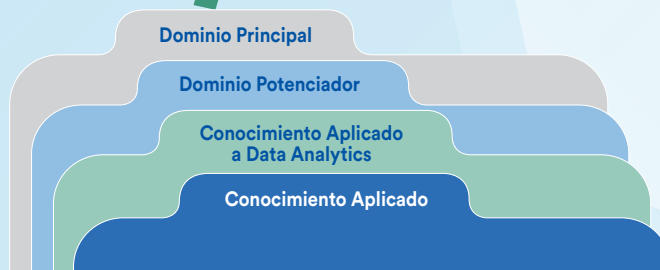 Dominio Principal
Dominio Potenciador
Conocimiento Aplicado
a Data Analytics
Conocimiento Aplicado